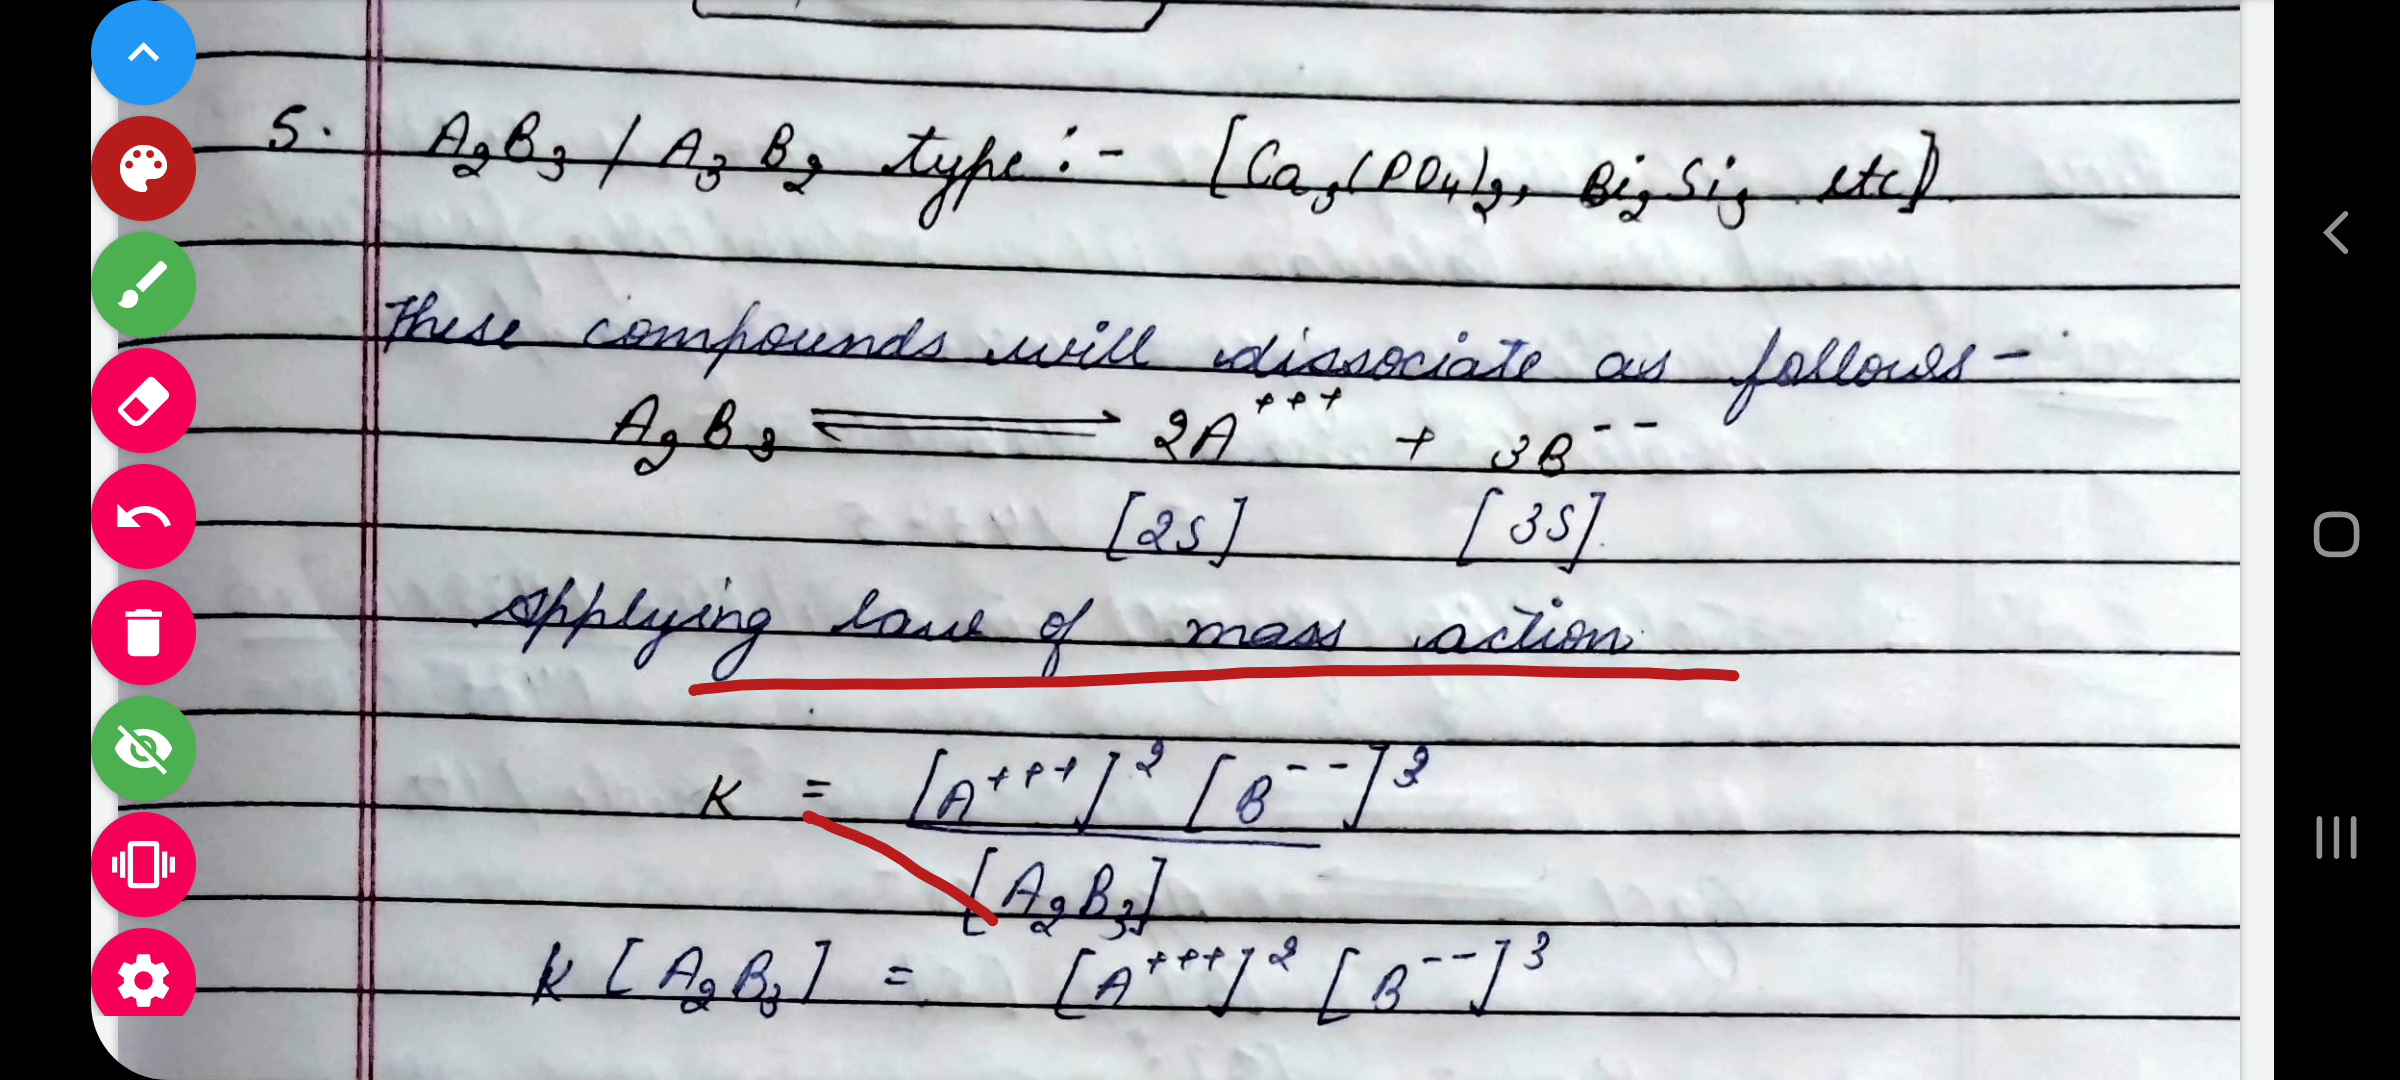 5. A₂B₃ / A₃B₂ type :- [Ca₃(PO₄)₂, Bi₂Si₃ etc]
These compounds will dissociate as follows -
A₂B₃ ⇌ 2A⁺⁺⁺ + 3B⁻⁻
[2S] [3S].
Applying law of mass action
K = [A⁺⁺⁺]² [B⁻⁻]³
[A₂B₃]
K [A₂B₃] = [A⁺⁺⁺]² [B⁻⁻]³